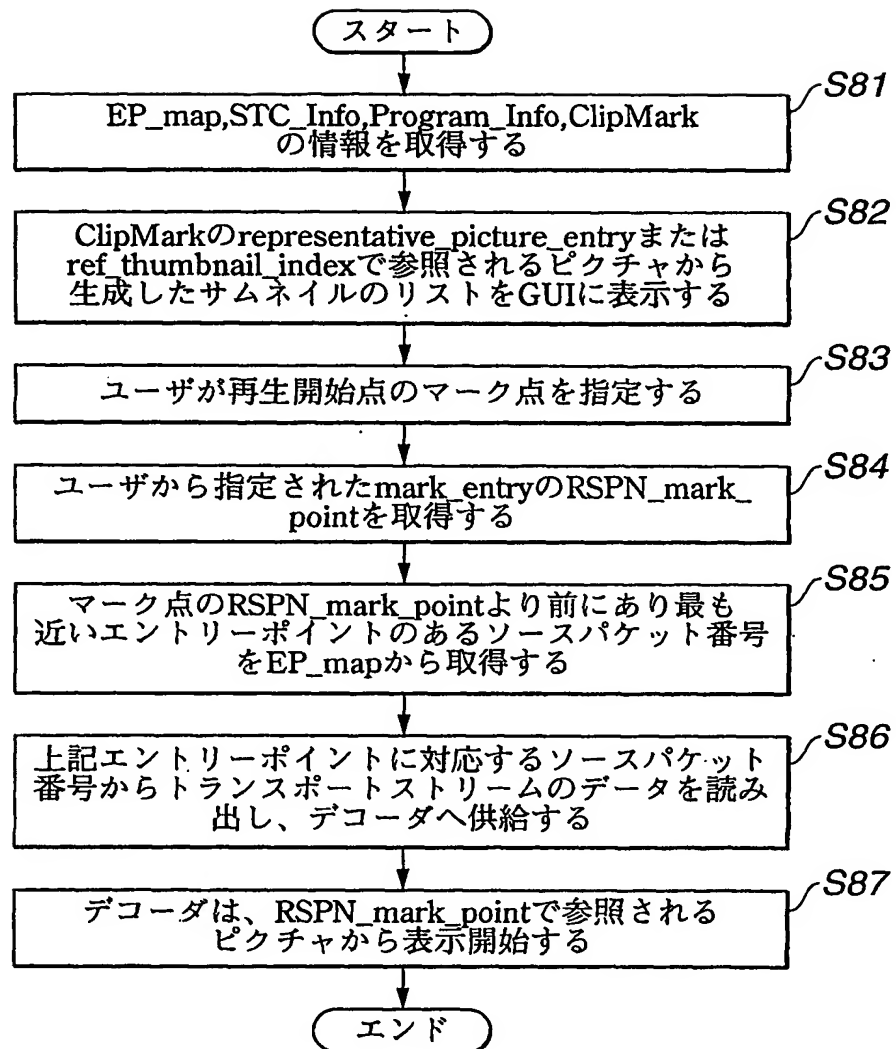 スタート
S81
EP_map,STC_Info,Program_Info,ClipMark
の情報を取得する
S82
ClipMarkのrepresentative_picture_entryまたは
ref_thumbnail_indexで参照されるピクチャから
生成したサムネイルのリストをGUIに表示する
S83
ユーザが再生開始点のマーク点を指定する
S84
ユーザから指定されたmark_entryのRSPN_mark_
pointを取得する
S85
マーク点のRSPN_mark_pointより前にあり最も
近いエントリーポイントのあるソースパケット番号
をEP_mapから取得する
S86
上記エントリーポイントに対応するソースパケット
番号からトランスポートストリームのデータを読み
出し、デコーダへ供給する
S87
デコーダは、RSPN_mark_pointで参照される
ピクチャから表示開始する
エンド